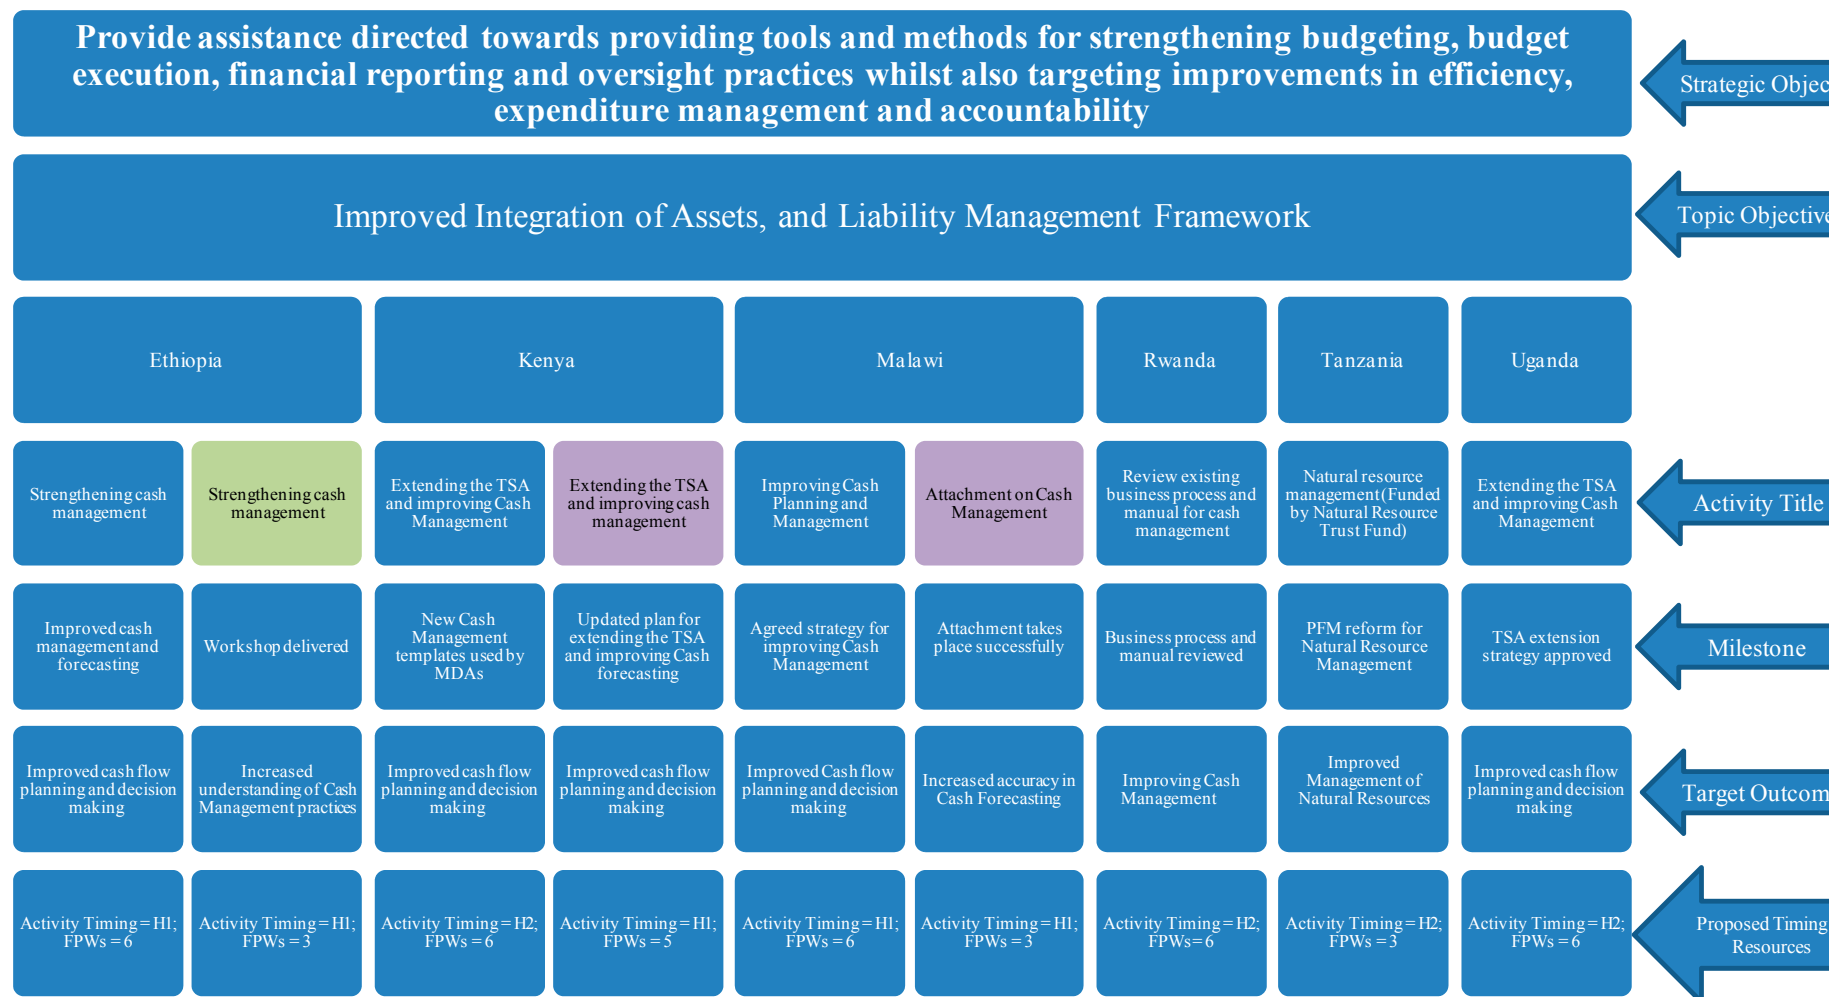 Provide assistance directed towards providing tools and methods for strengthening budgeting, budget
execution, financial reporting and oversight practices whilst also targeting improvements in efficiency,
expenditure management and accountability
Strategic Objec
Improved Integration of Assets, and Liability Management Framework
Topic Objective
Ethiopia
Kenya
Malawi
Rwanda
Tanzania
Uganda
Strengthening cash
management
Strengthening cash
management
Extending the TSA
and improving Cash
Management
Extending the TSA
and improving cash
management
Improving Cash
Planning and
Management
Attachment on Cash
Management
Review existing
business process and
manual for cash
management
Natural resource
management (Funded
by Natural Resource
Trust Fund)
Extending the TSA
and improving Cash
Management
Activity Title
Improved cash
management and
forecasting
Workshop delivered
New Cash
Management
templates used by
MDAs
Updated plan for
extending the TSA
and improving Cash
forecasting
Agreed strategy for
improving Cash
Management
Attachment takes
place successfully
Business process and
manual reviewed
PFM reform for
Natural Resource
Management
TSA extension
strategy approved
Milestone
Improved cash flow
planning and decision
making
Increased
understanding of Cash
Management practices
Improved cash flow
planning and decision
making
Improved cash flow
planning and decision
making
Improved Cash flow
planning and decision
making
Increased accuracy in
Cash Forecasting
Improving Cash
Management
Improved
Management of
Natural Resources
Improved cash flow
planning and decision
making
Target Outcom
Activity Timing = H1;
FPWs = 6
Activity Timing = H1;
FPWs = 3
Activity Timing = H2;
FPWs = 6
Activity Timing = H1;
FPWs = 5
Activity Timing = H1;
FPWs = 6
Activity Timing = H1;
FPWs = 3
Activity Timing = H2;
FPWs= 6
Activity Timing = H2;
FPWs = 3
Activity Timing = H2;
FPWs = 6
Proposed Timing
Resources